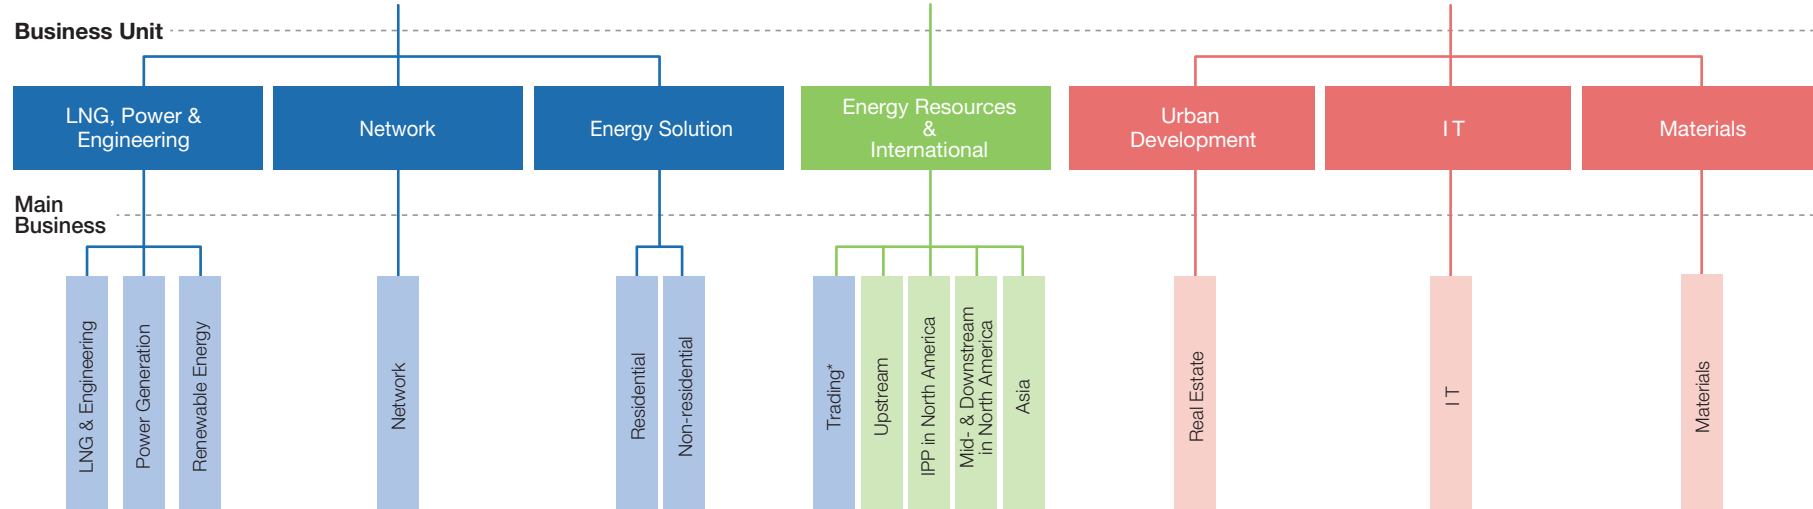 Business Unit
LNG, Power &
Engineering
Network
Energy Solution
Energy Resources
&
International
Urban
Development
IT
Materials
Main
Business
LNG & Engineering
Power Generation
Renewable Energy
Network
Residential
Non-residential
Trading*
Upstream
IPP in North America
Mid- & Downstream
in North America
Asia
Real Estate
IT
Materials